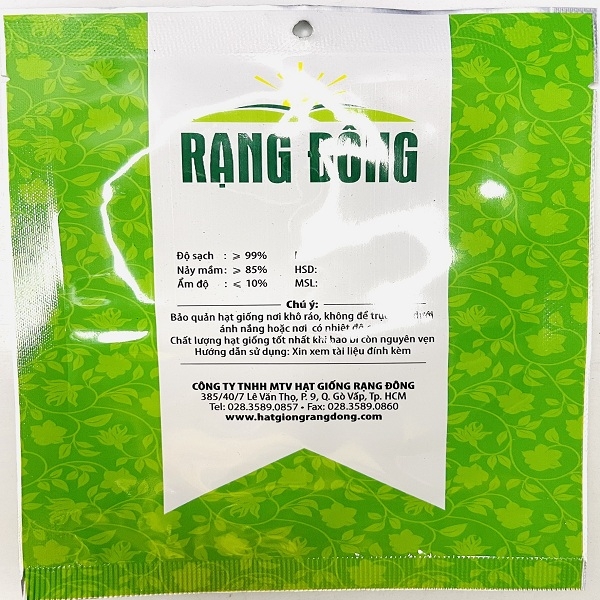 RẠNG ĐÔNG
Độ sạch : ⩾ 99%
Nảy mầm: ⩾ 85% HSD:
Ẩm độ : ⩽ 10% MSL:
Chú ý:
Bảo quản hạt giống nơi khô ráo, không để
ánh nắng hoặc nơi có nhiệt
Chất lượng hạt giống tốt nhất khi bao bì còn nguyên vẹn
Hướng dẫn sử dụng: Xin xem tài liệu đính kèm
CÔNG TY TNHH MTV HẠT GIỐNG RẠNG ĐÔNG
385/40/7 Lê Văn Thọ, P. 9, Q. Gò Vấp, Tp. HCM
Tel: 028.3589.0857 • Fax: 028.3589.0860
www.hatgiongrangdong.com